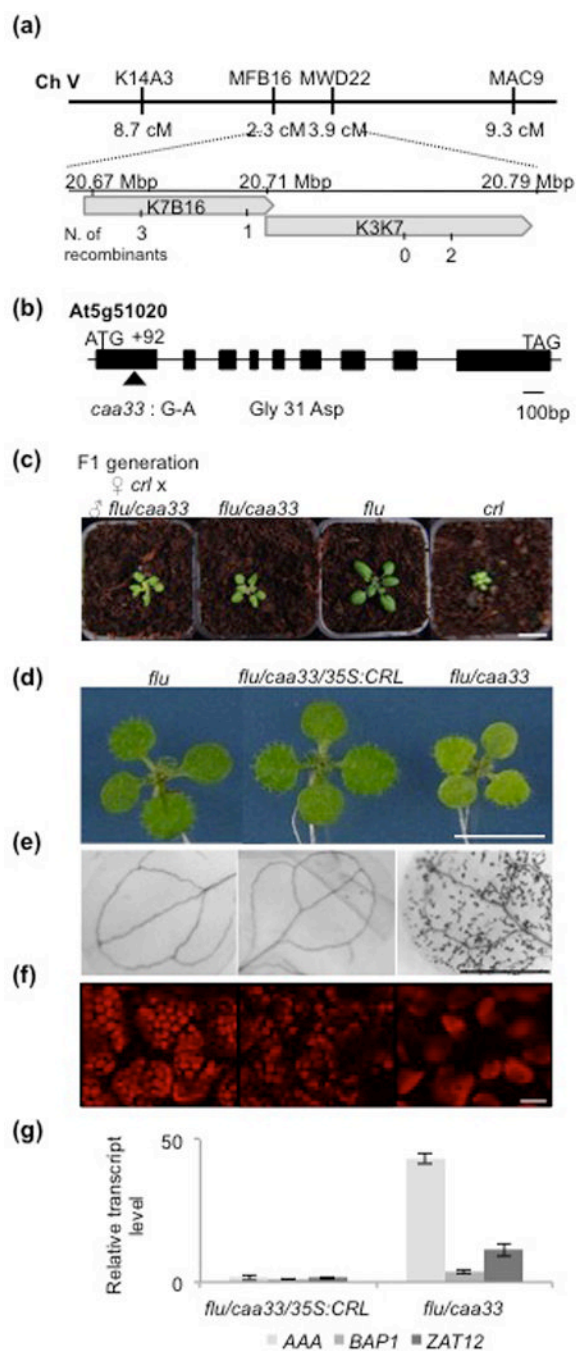 (a)
K14A3 MFB16 MWD22 MAC9
Ch V
8.7 cM 2.3 cM 3.9 cM 9.3 cM
20.67 Mbp 20.71 Mbp 20.79 Mbp
K7B16
K3K7
N. of recombinants 3 1 0 2
(b) At5g51020
ATG +92 TAG
caa33 : G-A Gly 31 Asp 100bp
(c) F1 generation
♀ crl x
♂ flu/caa33 flu/caa33 flu crl
(d) flu flu/caa33/35S:CRL flu/caa33
(e)
(f)
(g)
50
Relative transcript level
0
flu/caa33/35S:CRL flu/caa33
AAA BAP1 ZAT12